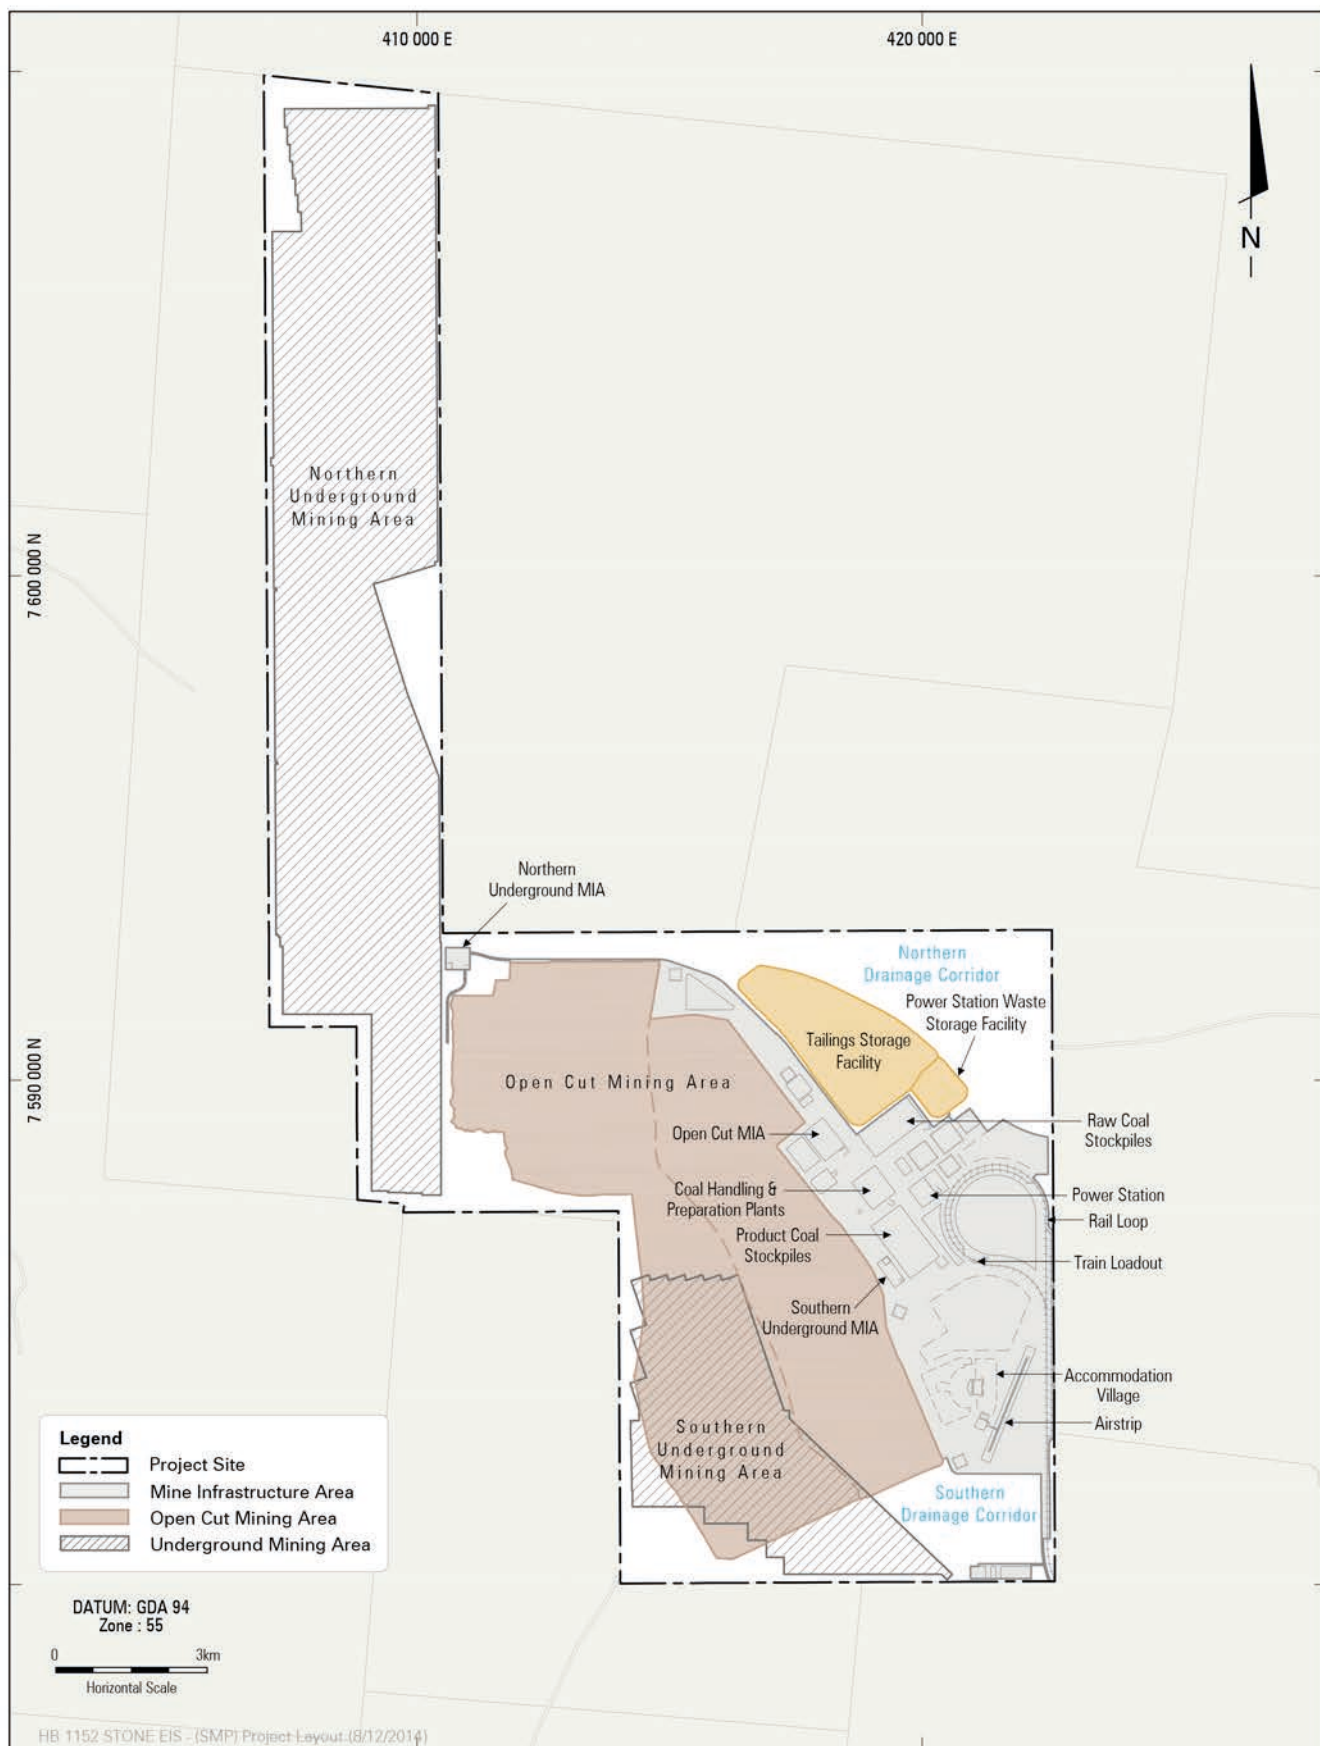 410 000 E
420 000 E
N
Northern
Underground
Mining Area
7 600 000 N
Northern
Underground MIA
Northern
Drainage Corridor
Power Station Waste
Storage Facility
Tailings Storage
Facility
7 590 000 N
Open Cut Mining Area
Raw Coal
Stockpiles
Open Cut MIA
Coal Handling &
Preparation Plants
Power Station
Rail Loop
Product Coal
Stockpiles
Train Loadout
Southern
Underground MIA
Accommodation
Village
Airstrip
Southern
Underground
Mining Area
Southern
Drainage Corridor
Legend
Project Site
Mine Infrastructure Area
Open Cut Mining Area
Underground Mining Area
DATUM: GDA 94
Zone : 55
0 3km
Horizontal Scale
HB 1152 STONE EIS - (SMP) Project Layout (8/12/2014)